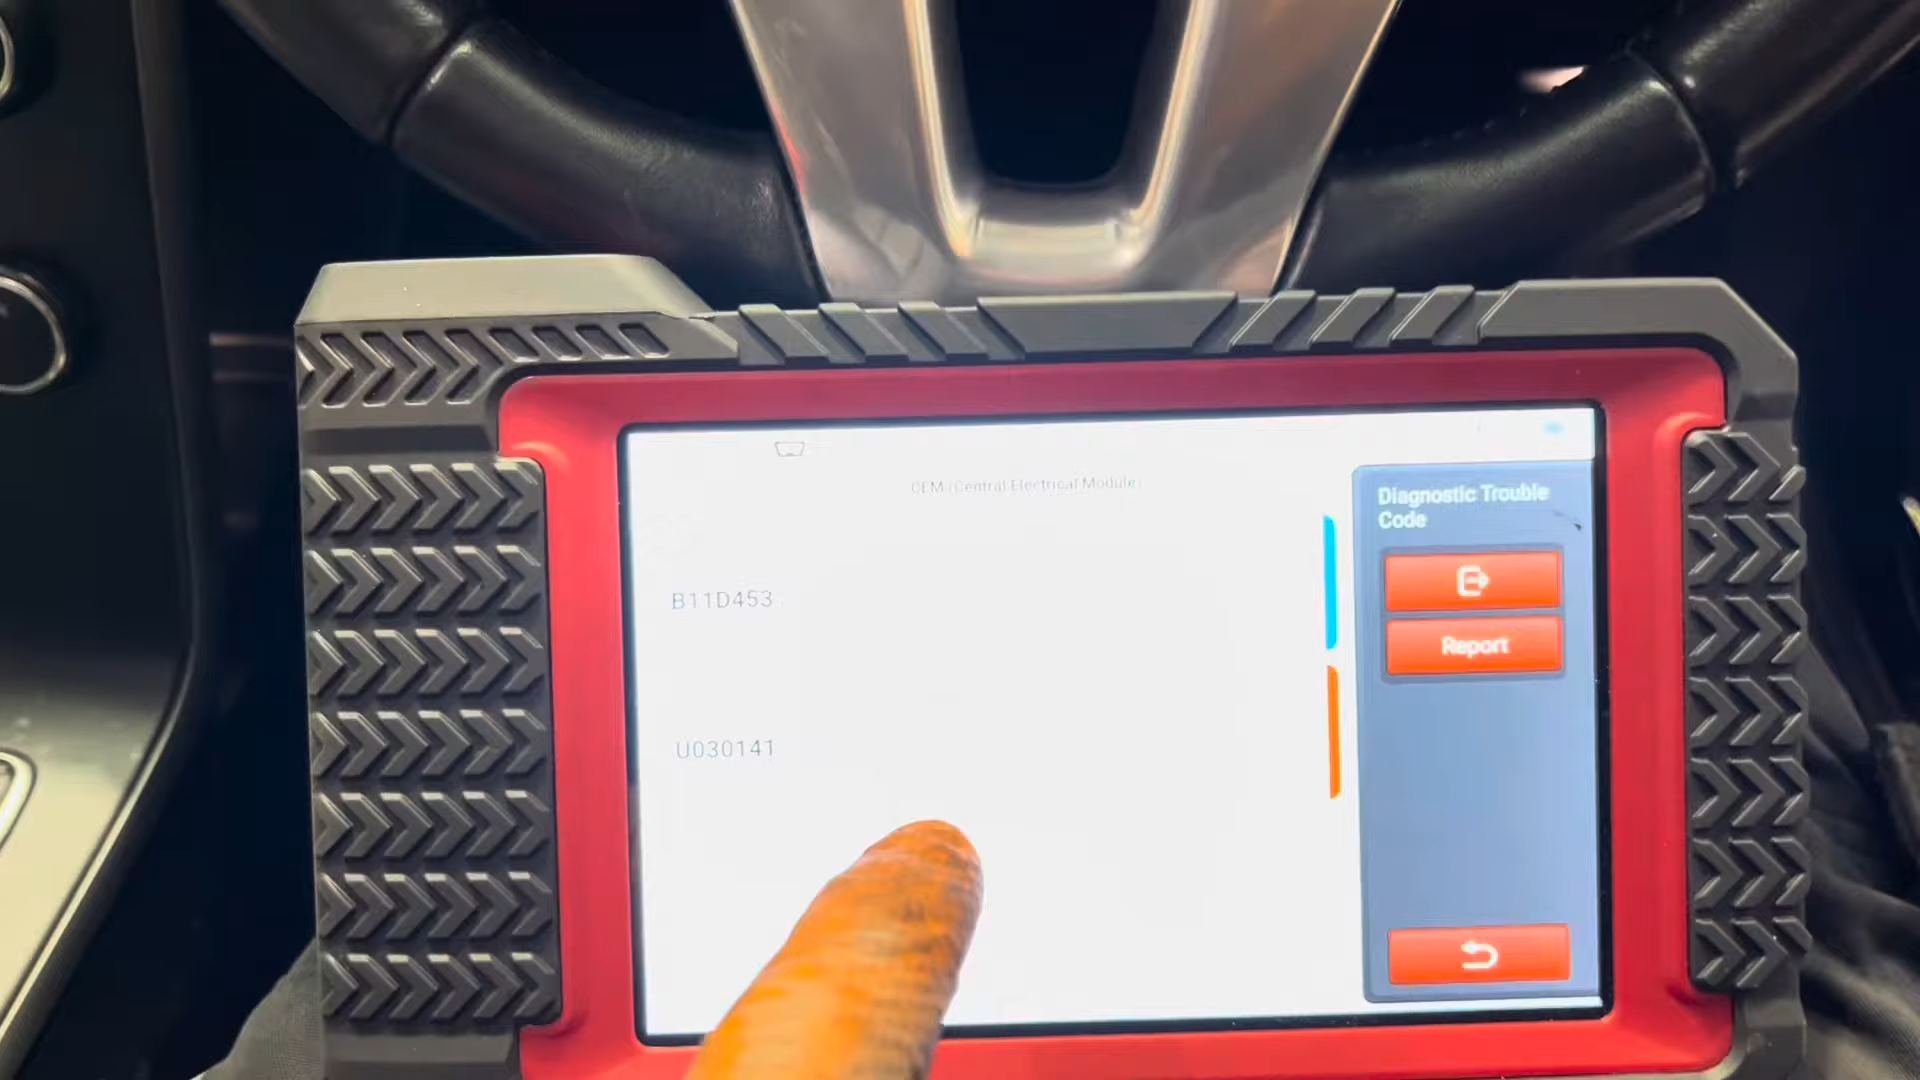 CEM (Central Electrical Module)
Diagnostic Trouble
Code
B11D453
Report
U030141